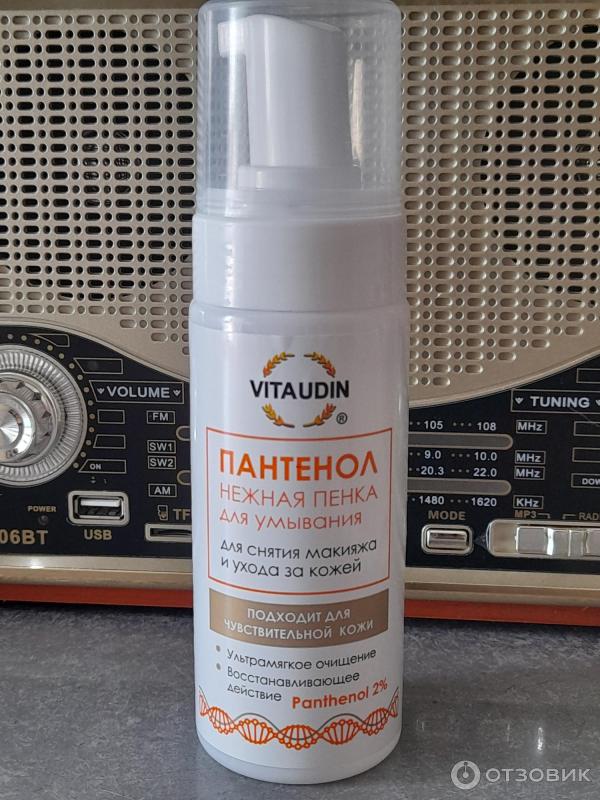 VITAUDIN
®
ПАНТЕНОЛ
НЕЖНАЯ ПЕНКА
для умывания
для снятия макияжа
и ухода за кожей
ПОДХОДИТ ДЛЯ
ЧУВСТВИТЕЛЬНОЙ КОЖИ
• Ультрамягкое очищение
• Восстанавливающее
действие Panthenol 2%
VOLUME
FM
SW1
SW2
AM
ON
POWER
06BT
USB
TF
TUNING
105 108 MHz
9.0 10.0 MHz
20.3 22.0
1480 1620 KHz
MODE
MP3
ОТЗОВИК